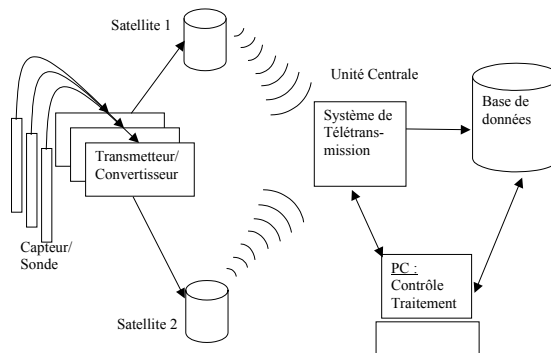 Satellite 1
Unité Centrale
Système de
Télétrans-
mission
Base de
données
Transmetteur/
Convertisseur
Capteur/
Sonde
PC :
Contrôle
Traitement
Satellite 2